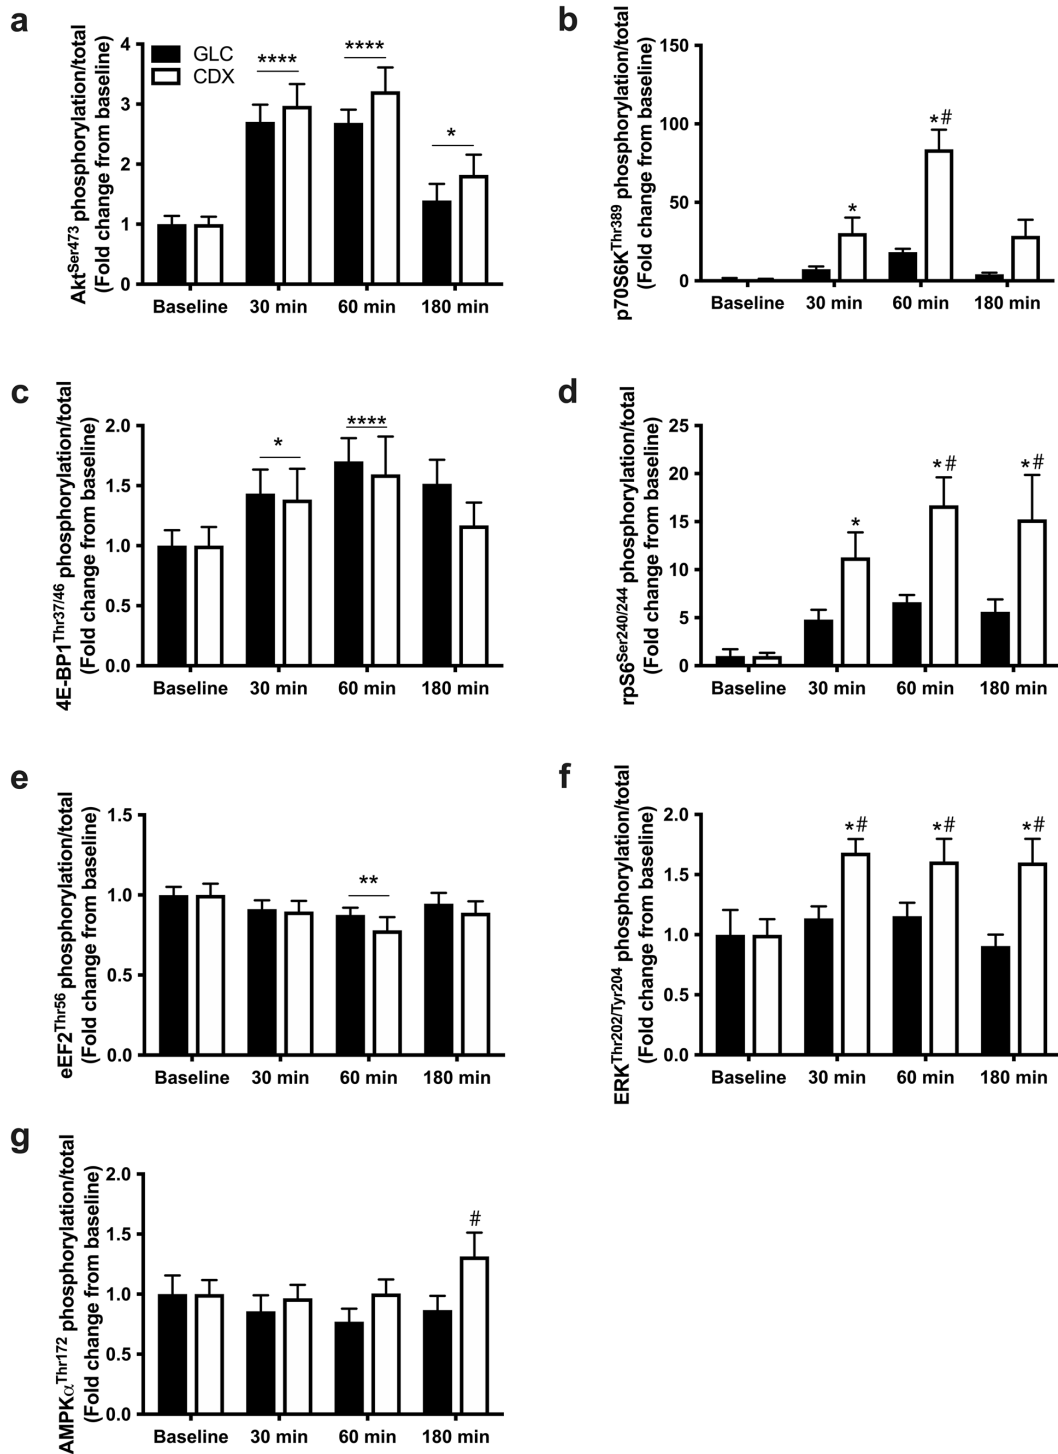 a
Akt^Ser473 phosphorylation/total
(Fold change from baseline)
4
3
2
1
0
GLC
CDX
****
****
*
Baseline
30 min
60 min
180 min
b
p70S6K^Thr389 phosphorylation/total
(Fold change from baseline)
150
100
50
0
*
*#
Baseline
30 min
60 min
180 min
c
4E-BP1^Thr37/46 phosphorylation/total
(Fold change from baseline)
2.0
1.5
1.0
0.5
0.0
*
****
Baseline
30 min
60 min
180 min
d
rpS6^Ser240/244 phosphorylation/total
(Fold change from baseline)
25
20
15
10
5
0
*
*#
*#
Baseline
30 min
60 min
180 min
e
eEF2^Thr56 phosphorylation/total
(Fold change from baseline)
1.5
1.0
0.5
0.0
**
Baseline
30 min
60 min
180 min
f
ERK^Thr202/Tyr204 phosphorylation/total
(Fold change from baseline)
2.0
1.5
1.0
0.5
0.0
*#
*#
*#
Baseline
30 min
60 min
180 min
g
AMPKα^Thr172 phosphorylation/total
(Fold change from baseline)
2.0
1.5
1.0
0.5
0.0
#
Baseline
30 min
60 min
180 min